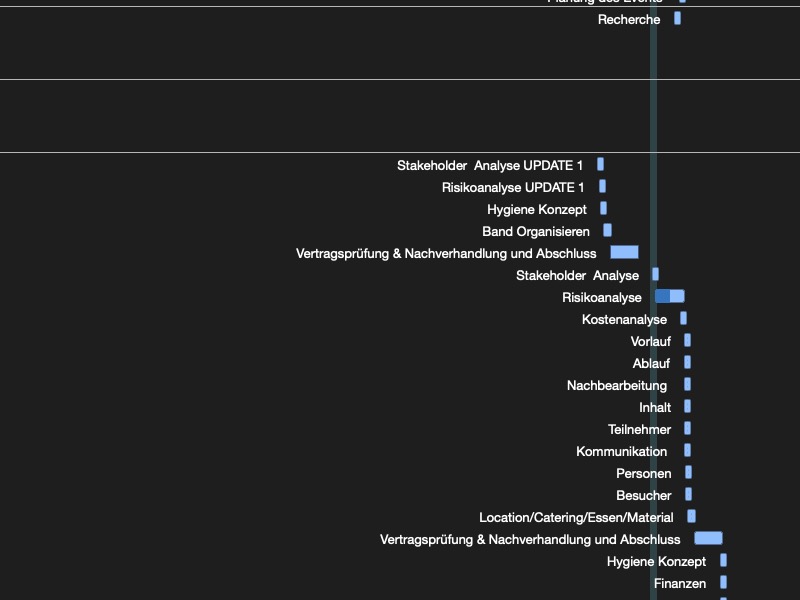 Planung des Events
Recherche
Stakeholder  Analyse UPDATE 1
Risikoanalyse UPDATE 1
Hygiene Konzept
Band Organisieren
Vertragsprüfung & Nachverhandlung und Abschluss
Stakeholder  Analyse
Risikoanalyse
Kostenanalyse
Vorlauf
Ablauf
Nachbearbeitung
Inhalt
Teilnehmer
Kommunikation
Personen
Besucher
Location/Catering/Essen/Material
Vertragsprüfung & Nachverhandlung und Abschluss
Hygiene Konzept
Finanzen